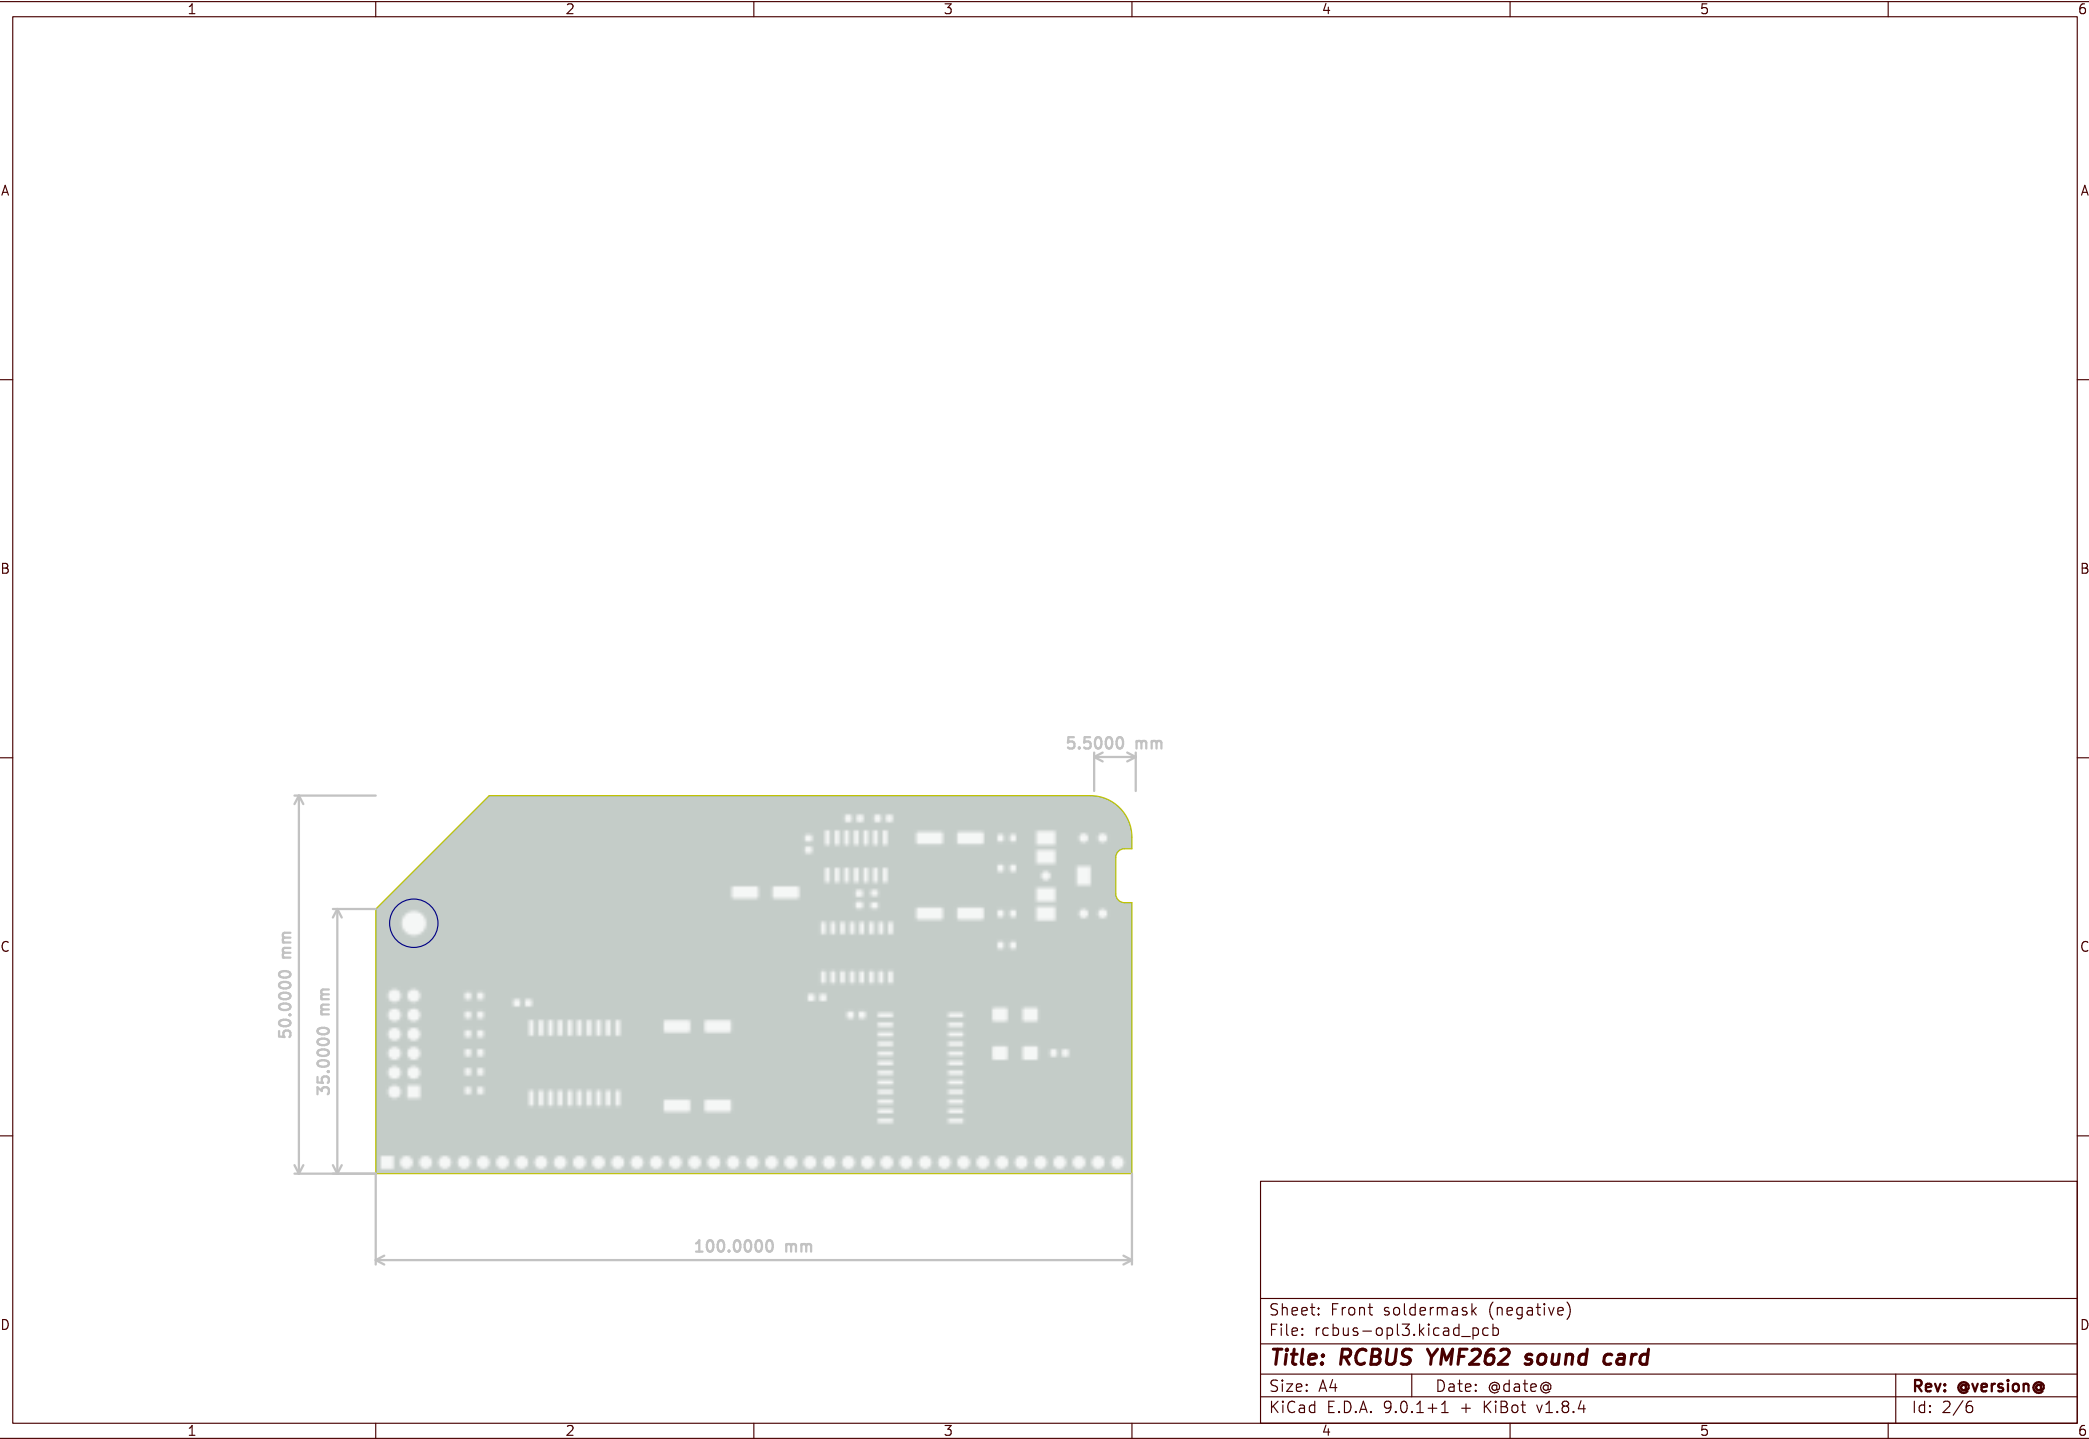 1 2 3 4 5 6
A A
B B
5.5000 mm
50.0000 mm
35.0000 mm
C C
100.0000 mm
Sheet: Front soldermask (negative)
File: rcbus-opl3.kicad_pcb
D D
Title: RCBUS YMF262 sound card
Size: A4 Date: @date@ Rev: @version@
KiCad E.D.A. 9.0.1+1 + KiBot v1.8.4 Id: 2/6
1 2 3 4 5 6